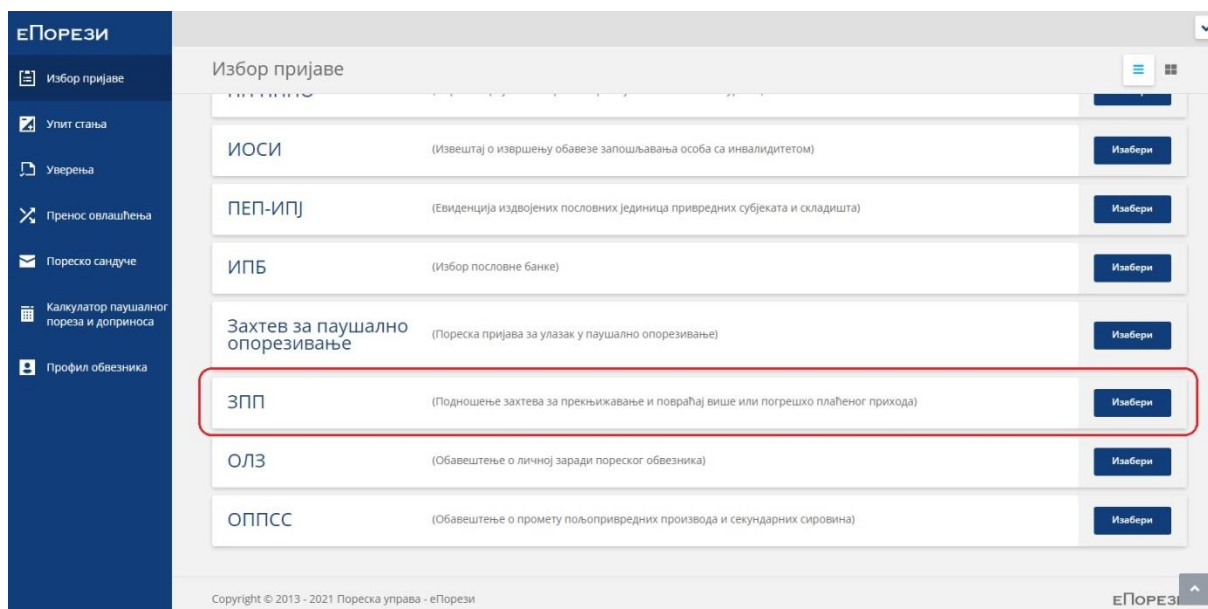 еПОРЕЗИ
Избор пријаве
Избор пријаве
Упит стања
Уверења
Пренос овлашћења
Пореско сандуче
Калкулатор паушалног
пореза и доприноса
Профил обвезника
ИОСИ (Извештај о извршењу обавезе запошљавања особа са инвалидитетом) Изабери
ПЕП-ИПЈ (Евиденција издвојених пословних јединица привредних субјеката и складишта) Изабери
ИПБ (Избор пословне банке) Изабери
Захтев за паушално
опорезивање (Пореска пријава за улазак у паушално опорезивање) Изабери
ЗПП (Подношење захтева за прекњижавање и повраћај више или погрешхо плаћеног прихода) Изабери
ОЛЗ (Обавештење о личној заради пореског обвезника) Изабери
ОППСС (Обавештење о промету пољопривредних производа и секундарних сировина) Изабери
Copyright © 2013 - 2021 Пореска управа - еПорези